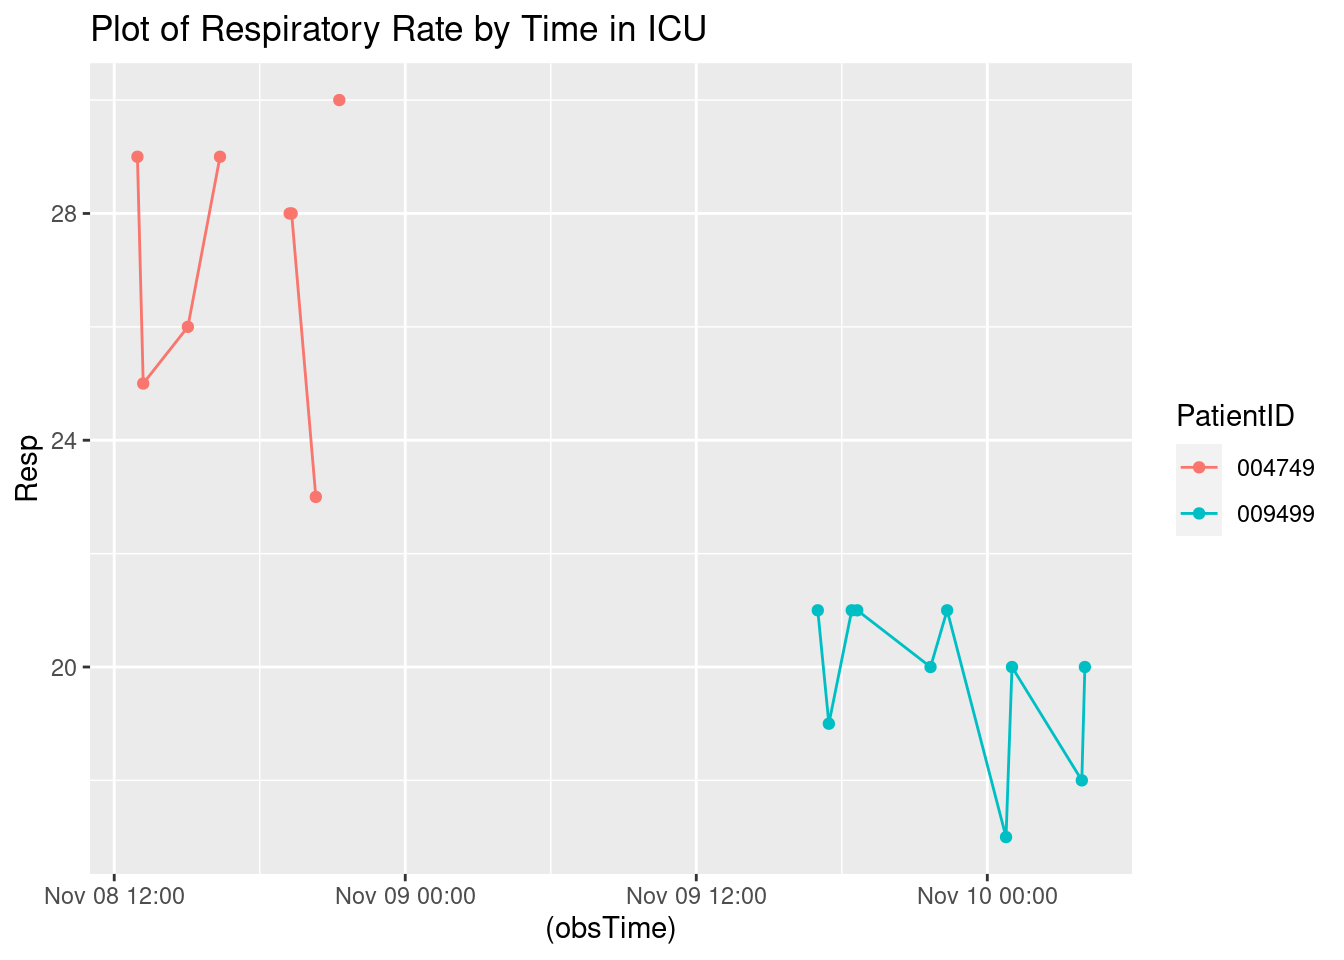 Plot of Respiratory Rate by Time in ICU
28
24
20
Resp
Nov 08 12:00
Nov 09 00:00
Nov 09 12:00
Nov 10 00:00
(obsTime)
PatientID
004749
009499